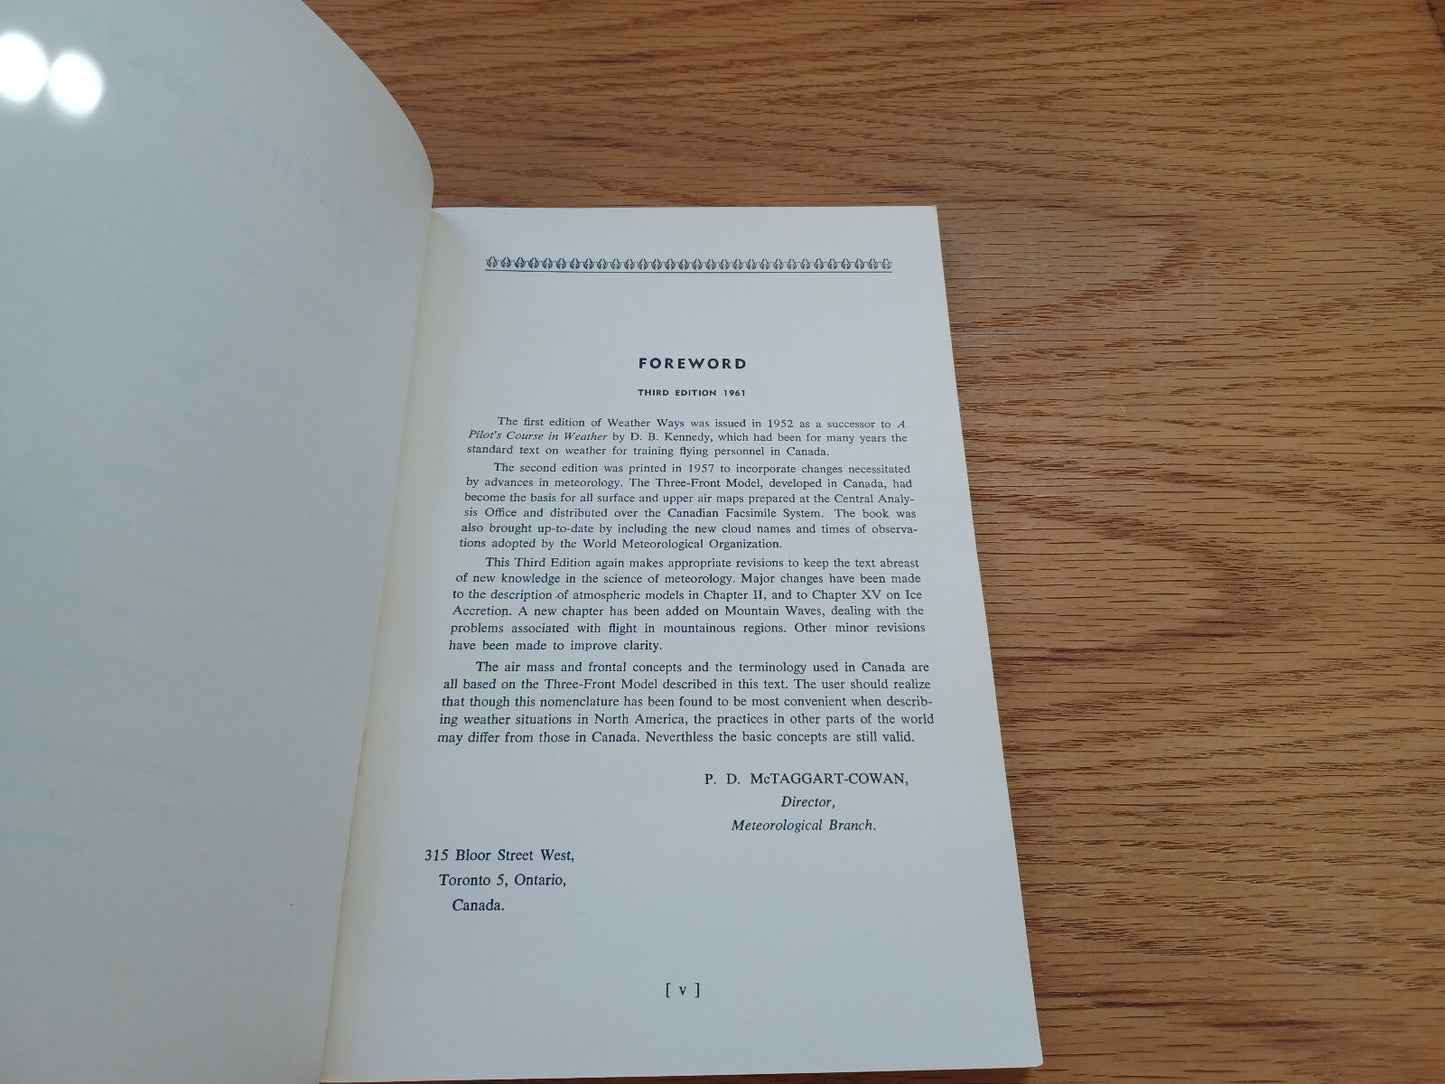 FOREWORD
THIRD EDITION 1961
The first edition of Weather Ways was issued in 1952 as a successor to A
Pilot's Course in Weather by D. B. Kennedy, which had been for many years the
standard text on weather for training flying personnel in Canada.
The second edition was printed in 1957 to incorporate changes necessitated
by advances in meteorology. The Three-Front Model, developed in Canada, had
become the basis for all surface and upper air maps prepared at the Central Analy-
sis Office and distributed over the Canadian Facsimile System. The book was
also brought up-to-date by including the new cloud names and times of observa-
tions adopted by the World Meteorological Organization.
This Third Edition again makes appropriate revisions to keep the text abreast
of new knowledge in the science of meteorology. Major changes have been made
to the description of atmospheric models in Chapter II, and to Chapter XV on Ice
Accretion. A new chapter has been added on Mountain Waves, dealing with the
problems associated with flight in mountainous regions. Other minor revisions
have been made to improve clarity.
The air mass and frontal concepts and the terminology used in Canada are
all based on the Three-Front Model described in this text. The user should realize
that though this nomenclature has been found to be most convenient when describ-
ing weather situations in North America, the practices in other parts of the world
may differ from those in Canada. Neverthless the basic concepts are still valid.
P. D. McTAGGART-COWAN,
Director,
Meteorological Branch.
315 Bloor Street West,
Toronto 5, Ontario,
Canada.
[ v ]